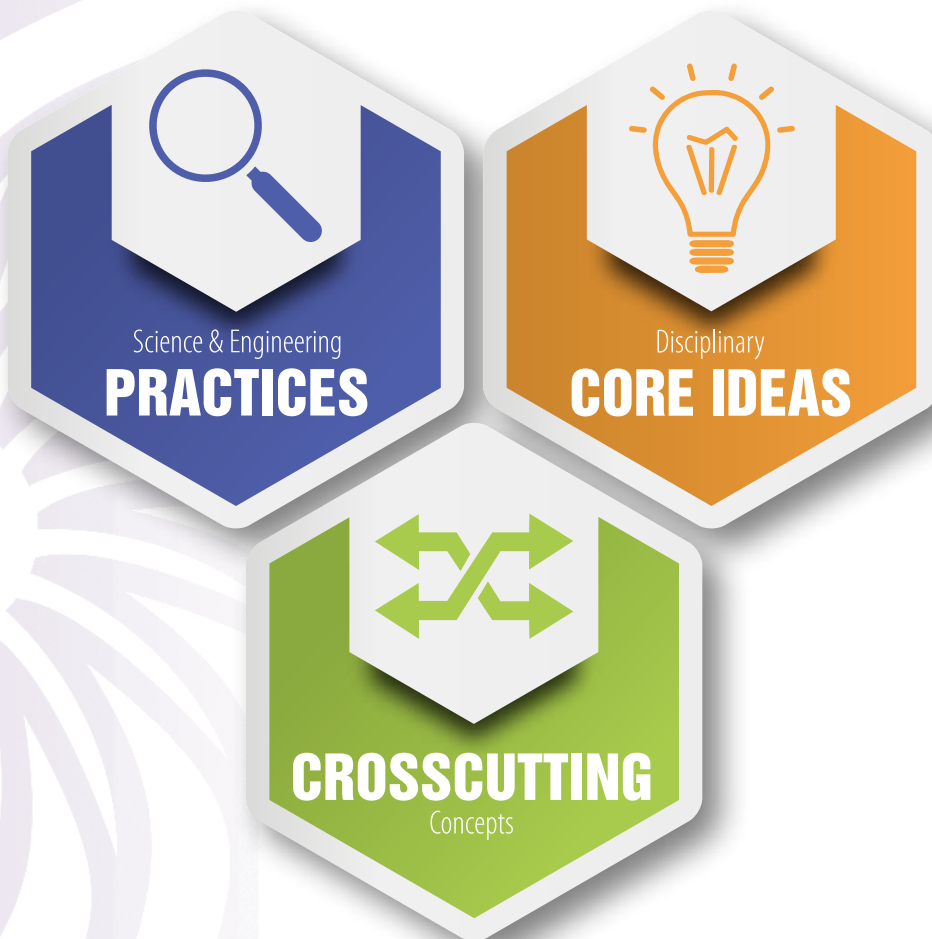 Science & Engineering
PRACTICES
Disciplinary
CORE IDEAS
CROSSCUTTING
Concepts